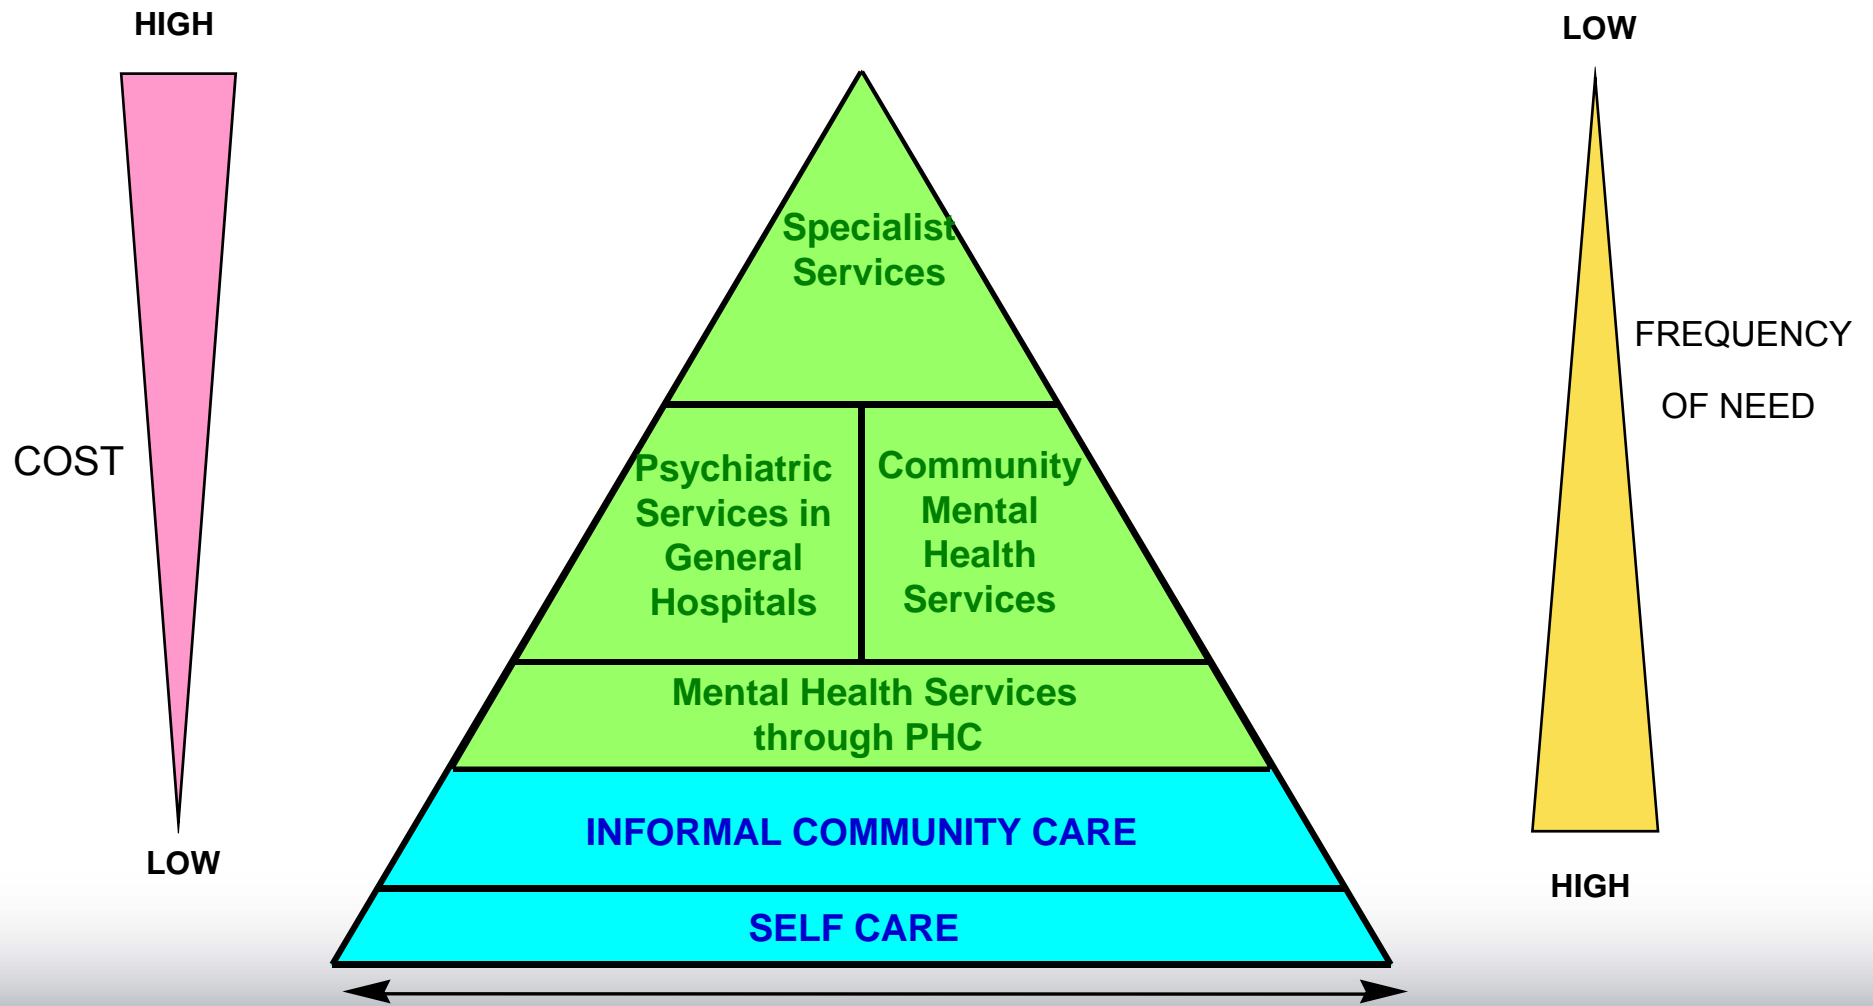 HIGH
LOW
Specialist
Services
FREQUENCY
OF NEED
COST
Psychiatric
Services in
General
Hospitals
Community
Mental
Health
Services
Mental Health Services
through PHC
INFORMAL COMMUNITY CARE
LOW
HIGH
SELF CARE